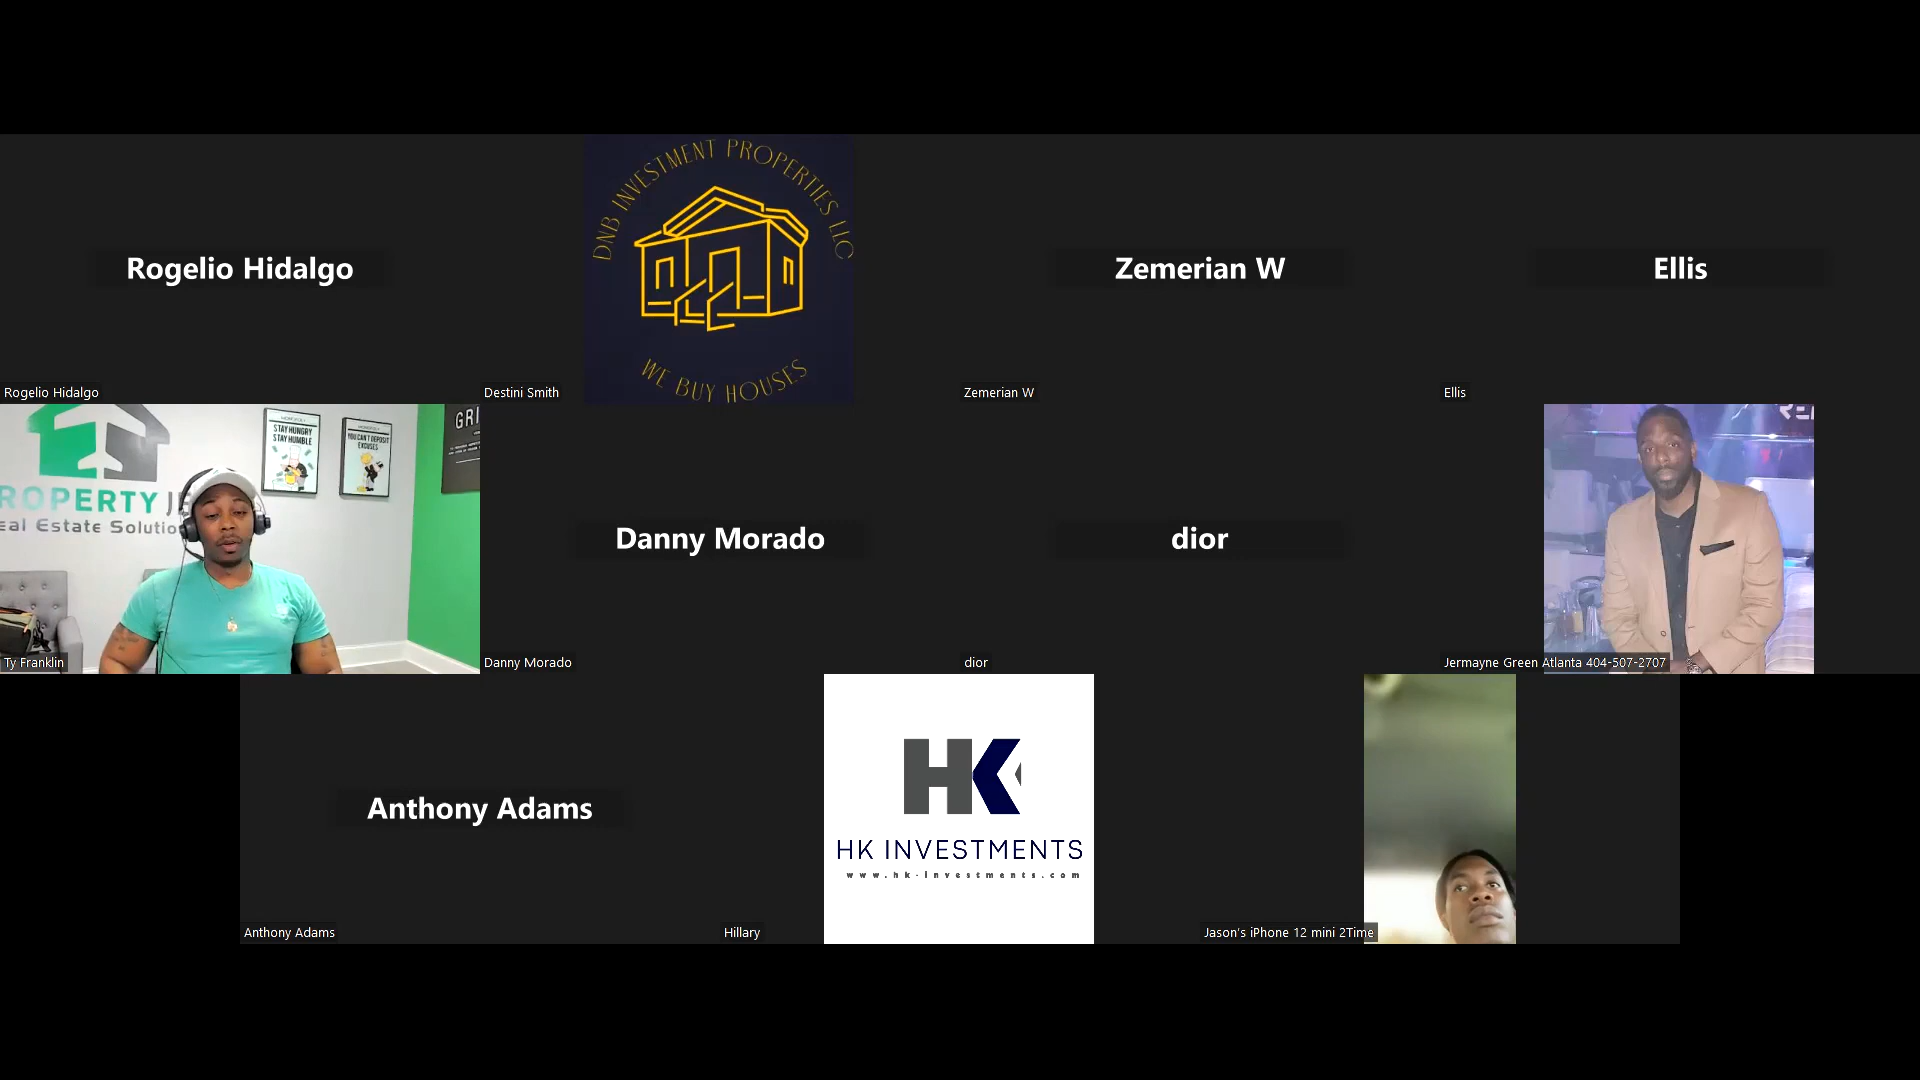 DNB INVESTMENT PROPERTIES LLC
WE BUY HOUSES
Rogelio Hidalgo
Zemerian W
Ellis
Rogelio Hidalgo
Destini Smith
Zemerian W
Ellis
STAY HUNGRY
STAY HUMBLE
YOU CAN'T DEPOSIT
EXCUSES
GRI
ROPERTY JE
eal Estate Solutio
Danny Morado
dior
Ty Franklin
Danny Morado
dior
Jermayne Green Atlanta 404-507-2707
Anthony Adams
HK
HK INVESTMENTS
www.hk-investments.com
Anthony Adams
Hillary
Jason's iPhone 12 mini 2Time